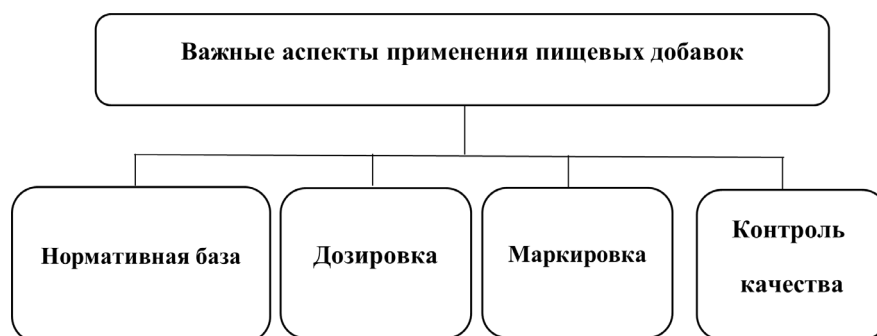 Важные аспекты применения пищевых добавок
Нормативная база
Дозировка
Маркировка
Контроль
качества